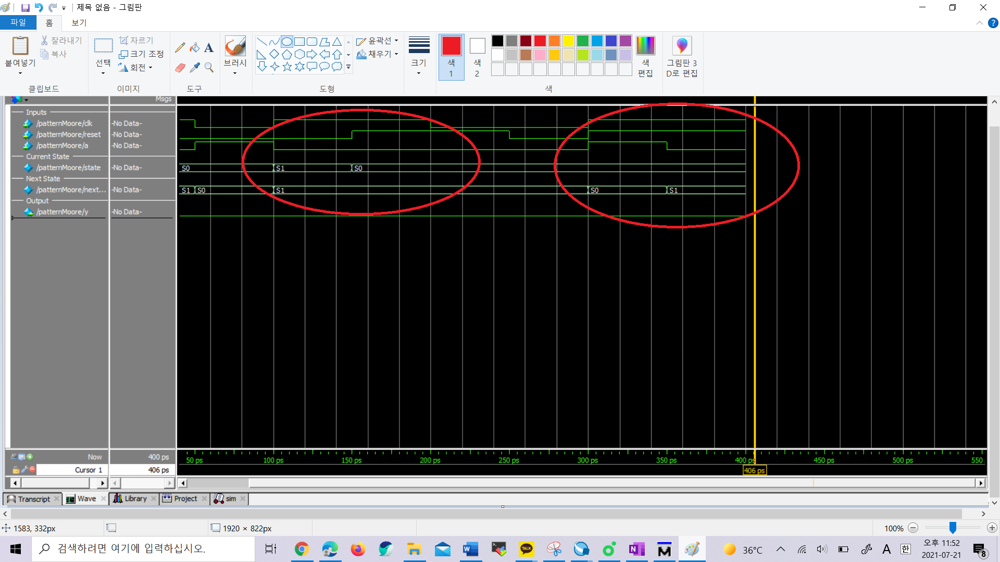 제목 없음 - 그림판
파일 홈 보기
붙여넣기
잘라내기
복사
클립보드
선택
자르기
크기 조정
회전
이미지
A
도구
브러시
윤곽선
채우기
도형
크기
색
1
색
2
색
편집
색
그림판 3
D로 편집
Msgs
Inputs
/patternMoore/clk -No Data-
/patternMoore/reset -No Data-
/patternMoore/a -No Data-
Current State
/patternMoore/state -No Data- S0 S1 S0
Next State
/patternMoore/next... -No Data- S1 S0 S1 S0 S1
Output
/patternMoore/y -No Data-
Now 400 ps
50 ps 100 ps 150 ps 200 ps 250 ps 300 ps 350 ps 400 ps 450 ps 500 ps 550
Cursor 1 406 ps
406 ps
Transcript Wave Library Project sim
1583, 332px
1920 × 822px
100%
검색하려면 여기에 입력하십시오.
TALK
W
N
M
36°C
A
한
오후 11:52
2021-07-21
8